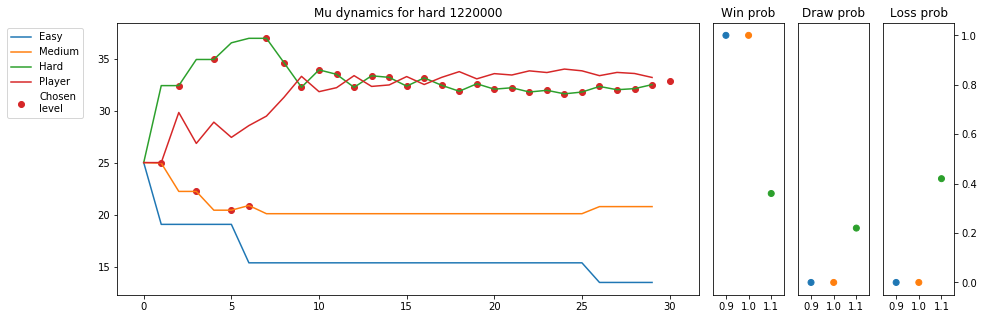 Mu dynamics for hard 1220000
Win prob
Draw prob
Loss prob
Easy
Medium
Hard
Player
Chosen
level
35
30
25
20
15
0
5
10
15
20
25
30
0.9
1.0
1.1
0.9
1.0
1.1
0.9
1.0
1.1
1.0
0.8
0.6
0.4
0.2
0.0